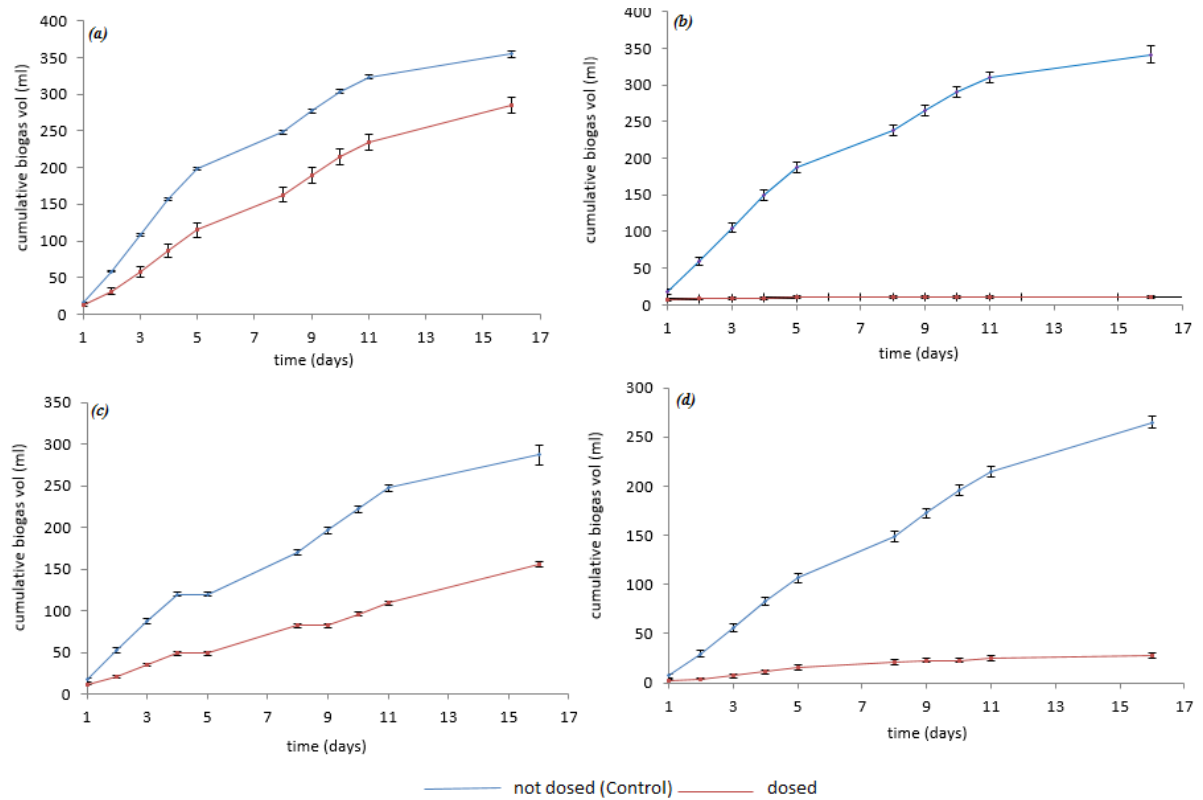 (a)
cumulative biogas vol (ml)
400
350
300
250
200
150
100
50
0
1 3 5 7 9 11 13 15 17
time (days)
(b)
cumulative biogas vol (ml)
400
350
300
250
200
150
100
50
0
1 3 5 7 9 11 13 15 17
time (days)
(c)
cumulative biogas vol (ml)
350
300
250
200
150
100
50
0
1 3 5 7 9 11 13 15 17
time (days)
(d)
cumulative biogas vol (ml)
300
250
200
150
100
50
0
1 3 5 7 9 11 13 15 17
time (days)
not dosed (Control) dosed